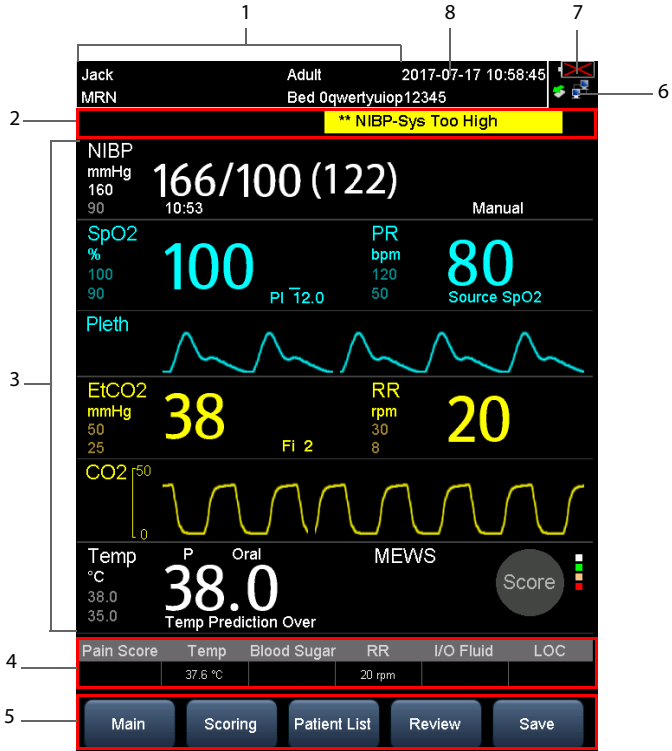 1 8 7
Jack Adult 2017-07-17 10:58:45
MRN Bed 0qwertyuiop12345
6
2
** NIBP-Sys Too High
NIBP
mmHg
160
90
166/100 (122)
10:53 Manual
SpO2
%
100
90
100
PI 12.0
PR
bpm
120
50
80
Source SpO2
Pleth
3
EtCO2
mmHg
50
25
38
Fi 2
RR
rpm
30
8
20
CO2 50
0
Temp P Oral MEWS
°C
38.0
35.0
38.0
Temp Prediction Over
Score
4
Pain Score Temp Blood Sugar RR I/O Fluid LOC
37.6 °C 20 rpm
5
Main Scoring Patient List Review Save